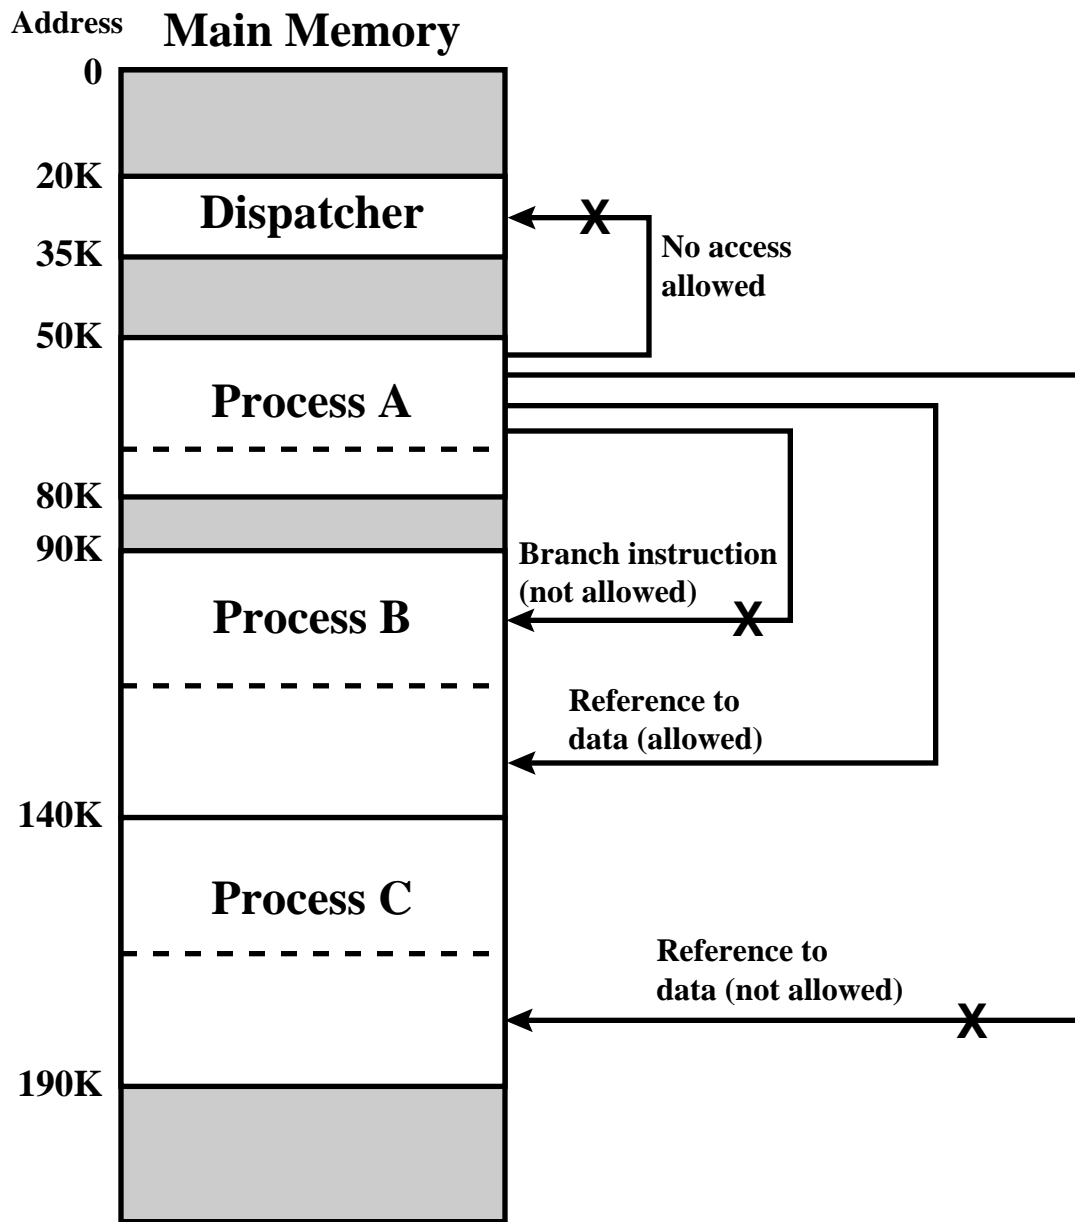 Address
Main Memory
0
20K
Dispatcher
X
No access
allowed
35K
50K
Process A
80K
90K
Branch instruction
(not allowed)
Process B
X
Reference to
data (allowed)
140K
Process C
Reference to
data (not allowed)
X
190K